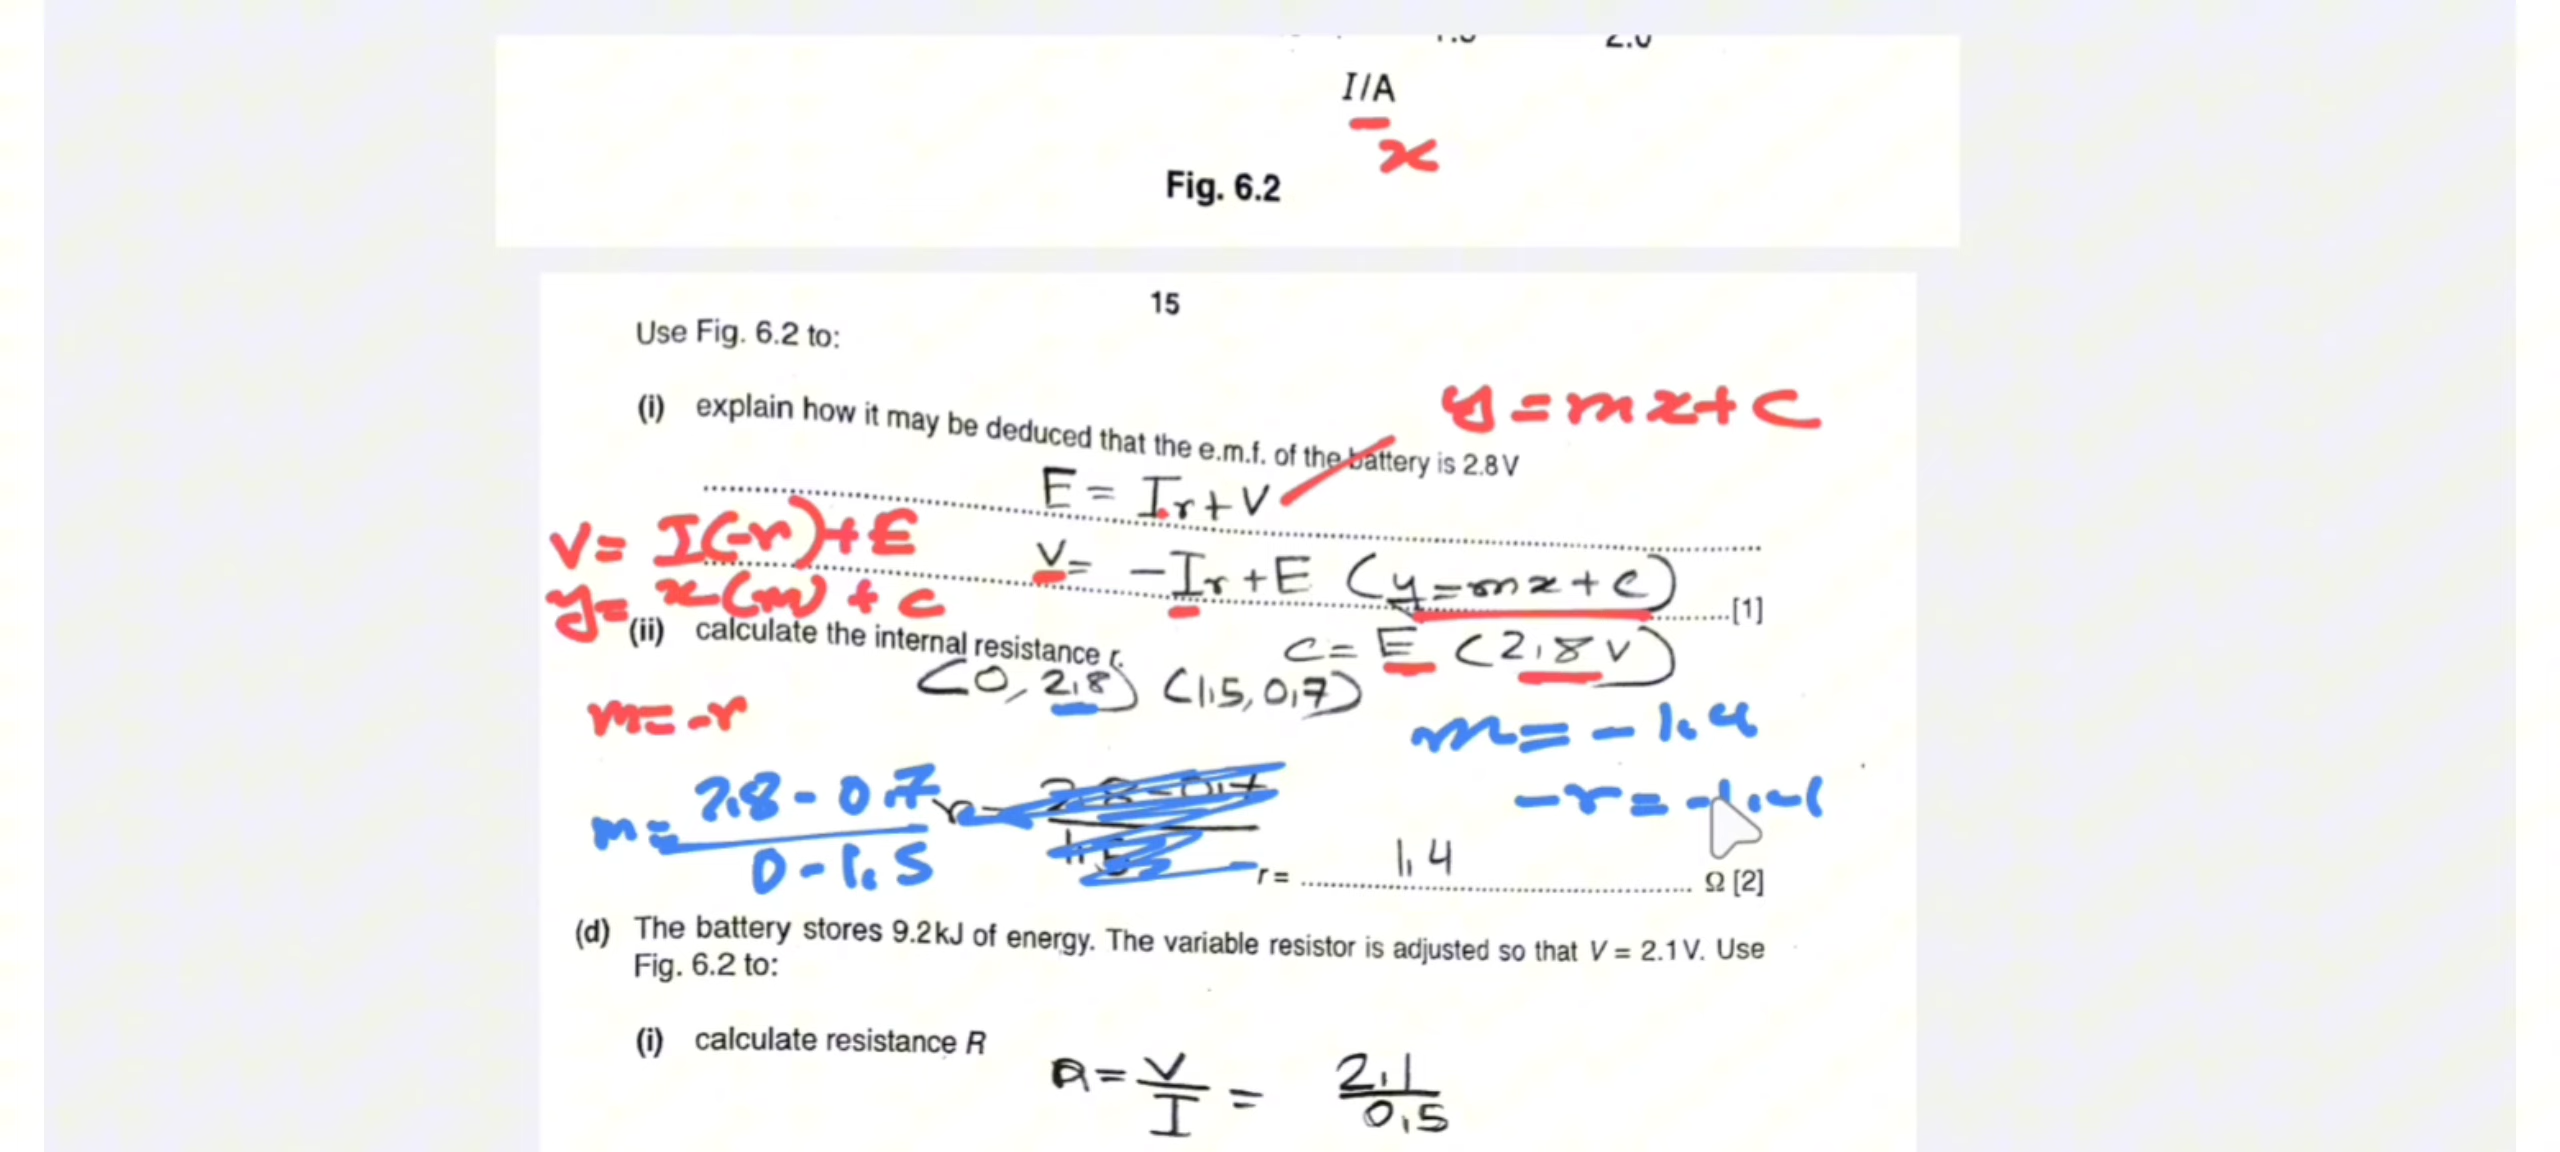 I/A
x
Fig. 6.2
15
Use Fig. 6.2 to:
y = mx + c
(i) explain how it may be deduced that the e.m.f. of the battery is 2.8 V
E = Ir + V
V = I(-r) + E
V = -Ir + E (y = mx + c)
y = x(m) + c
[1]
(ii) calculate the internal resistance r.
c = E (2,8 V)
(0, 2,8) (1,5, 0,7)
m = -r
m = -1.4
m = 2.8 - 0.7
0 - 1.5
-r = -1.4
r = 1,4 Ω [2]
(d) The battery stores 9.2 kJ of energy. The variable resistor is adjusted so that V = 2.1 V. Use
Fig. 6.2 to:
(i) calculate resistance R
R = V / I = 2,1 / 0,5